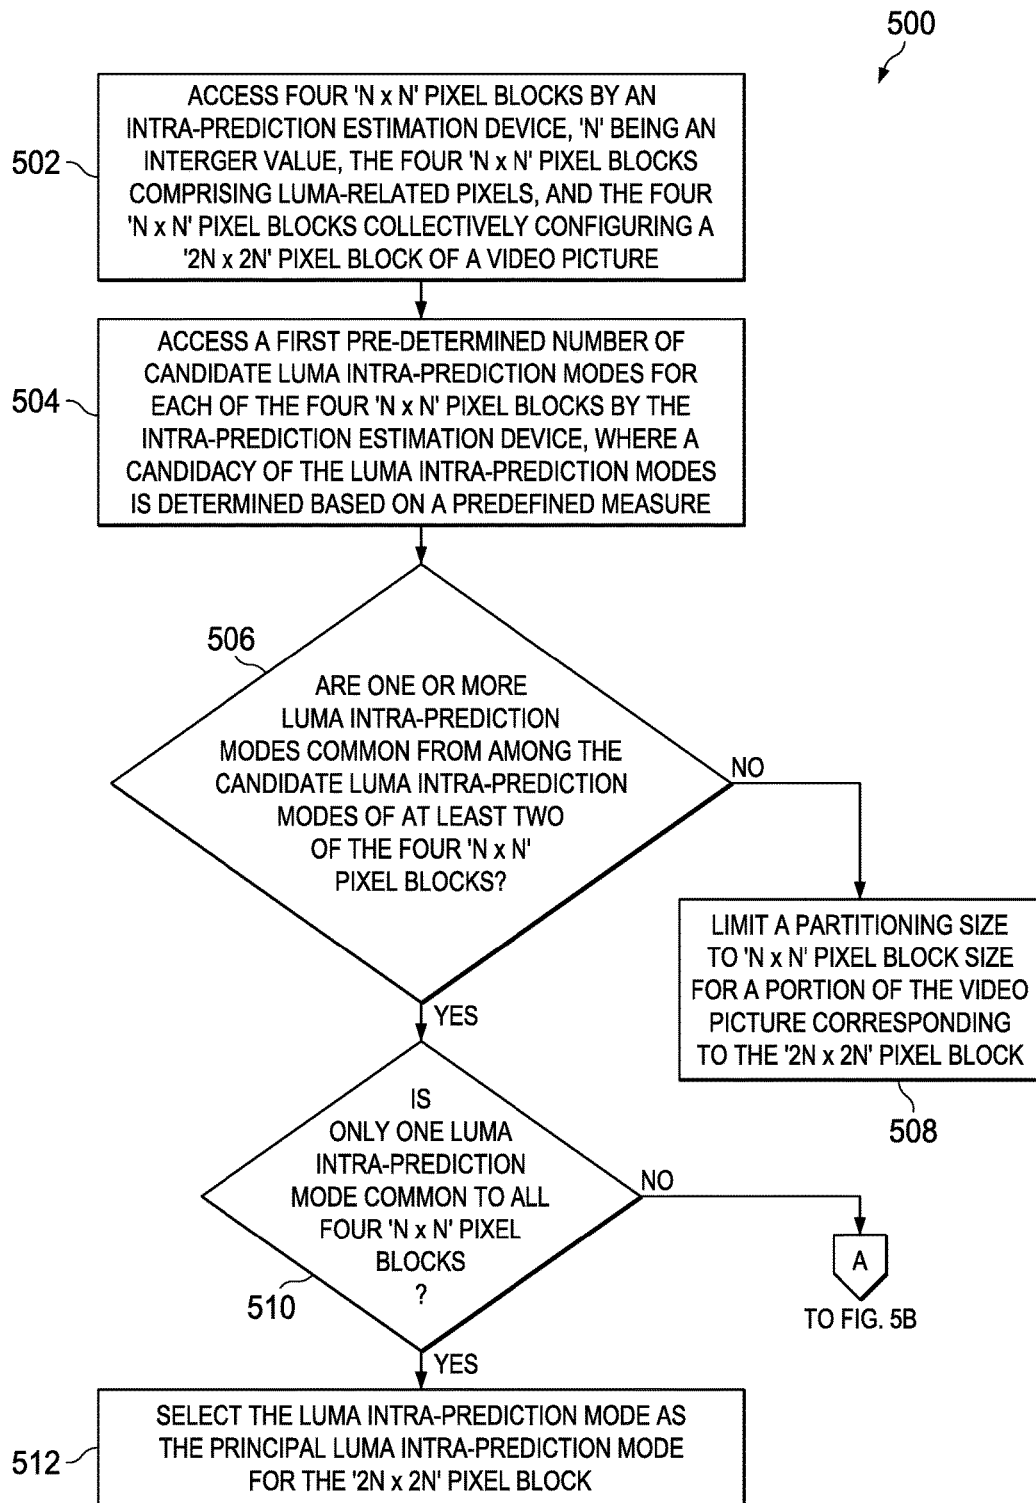 500
502
ACCESS FOUR 'N x N' PIXEL BLOCKS BY AN
INTRA-PREDICTION ESTIMATION DEVICE, 'N' BEING AN
INTERGER VALUE, THE FOUR 'N x N' PIXEL BLOCKS
COMPRISING LUMA-RELATED PIXELS, AND THE FOUR
'N x N' PIXEL BLOCKS COLLECTIVELY CONFIGURING A
'2N x 2N' PIXEL BLOCK OF A VIDEO PICTURE
504
ACCESS A FIRST PRE-DETERMINED NUMBER OF
CANDIDATE LUMA INTRA-PREDICTION MODES FOR
EACH OF THE FOUR 'N x N' PIXEL BLOCKS BY THE
INTRA-PREDICTION ESTIMATION DEVICE, WHERE A
CANDIDACY OF THE LUMA INTRA-PREDICTION MODES
IS DETERMINED BASED ON A PREDEFINED MEASURE
506
ARE ONE OR MORE
LUMA INTRA-PREDICTION
MODES COMMON FROM AMONG THE
CANDIDATE LUMA INTRA-PREDICTION
MODES OF AT LEAST TWO
OF THE FOUR 'N x N'
PIXEL BLOCKS?
NO
LIMIT A PARTITIONING SIZE
TO 'N x N' PIXEL BLOCK SIZE
FOR A PORTION OF THE VIDEO
PICTURE CORRESPONDING
TO THE '2N x 2N' PIXEL BLOCK
508
YES
IS
ONLY ONE LUMA
INTRA-PREDICTION
MODE COMMON TO ALL
FOUR 'N x N' PIXEL
BLOCKS
?
510
NO
A
TO FIG. 5B
YES
512
SELECT THE LUMA INTRA-PREDICTION MODE AS
THE PRINCIPAL LUMA INTRA-PREDICTION MODE
FOR THE '2N x 2N' PIXEL BLOCK